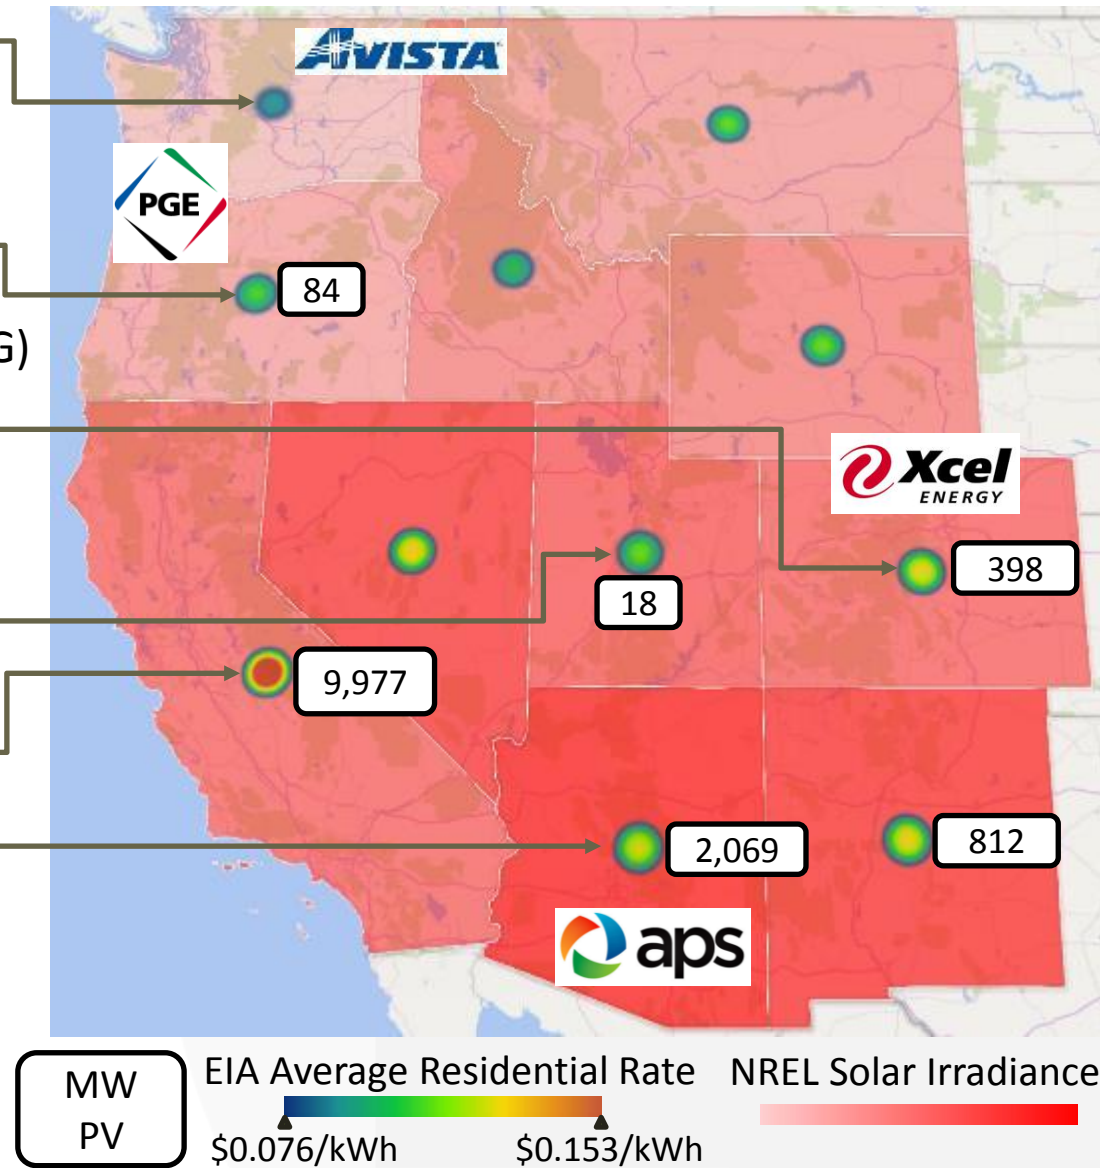 AVISTA
PGE
84
G)
Xcel
ENERGY
398
18
9,977
2,069
812
aps
MW
PV
EIA Average Residential Rate
NREL Solar Irradiance
$0.076/kWh
$0.153/kWh